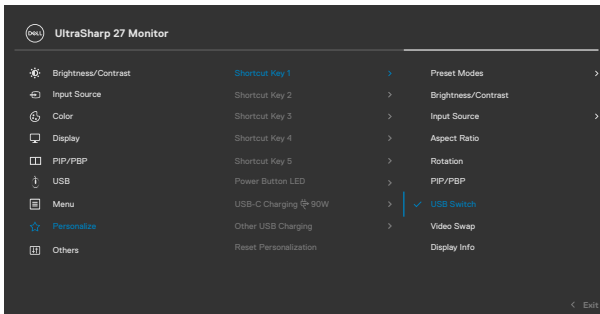 DELL UltraSharp 27 Monitor
Brightness/Contrast Shortcut Key 1 Preset Modes
Input Source Shortcut Key 2 Brightness/Contrast
Color Shortcut Key 3 Input Source
Display Shortcut Key 4 Aspect Ratio
PIP/PBP Shortcut Key 5 Rotation
USB Power Button LED PIP/PBP
Menu USB-C Charging 90W USB Switch
Personalize Other USB Charging Video Swap
Others Reset Personalization Display Info
Exit